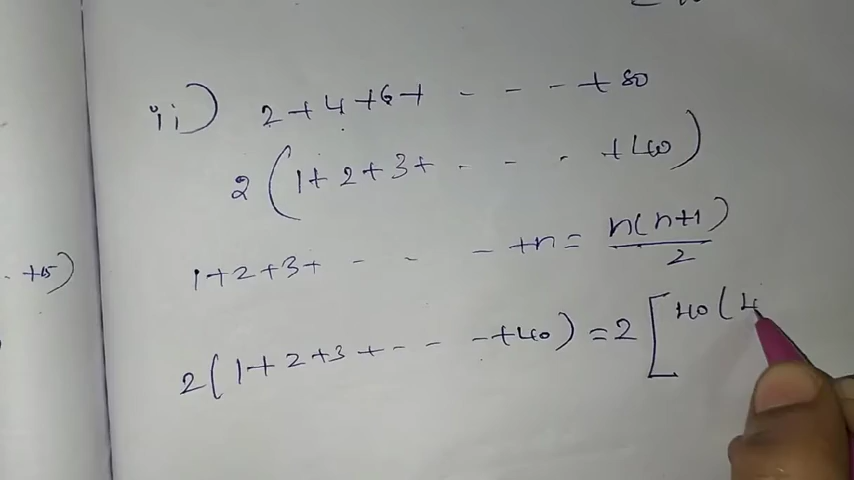 ii) 2+4+6+ - - - +80
2(1+2+3+ - - - +40)
.. +15)
1+2+3+ - - - +n = n(n+1)/2
2(1+2+3+ - - - +40) = 2[40(4